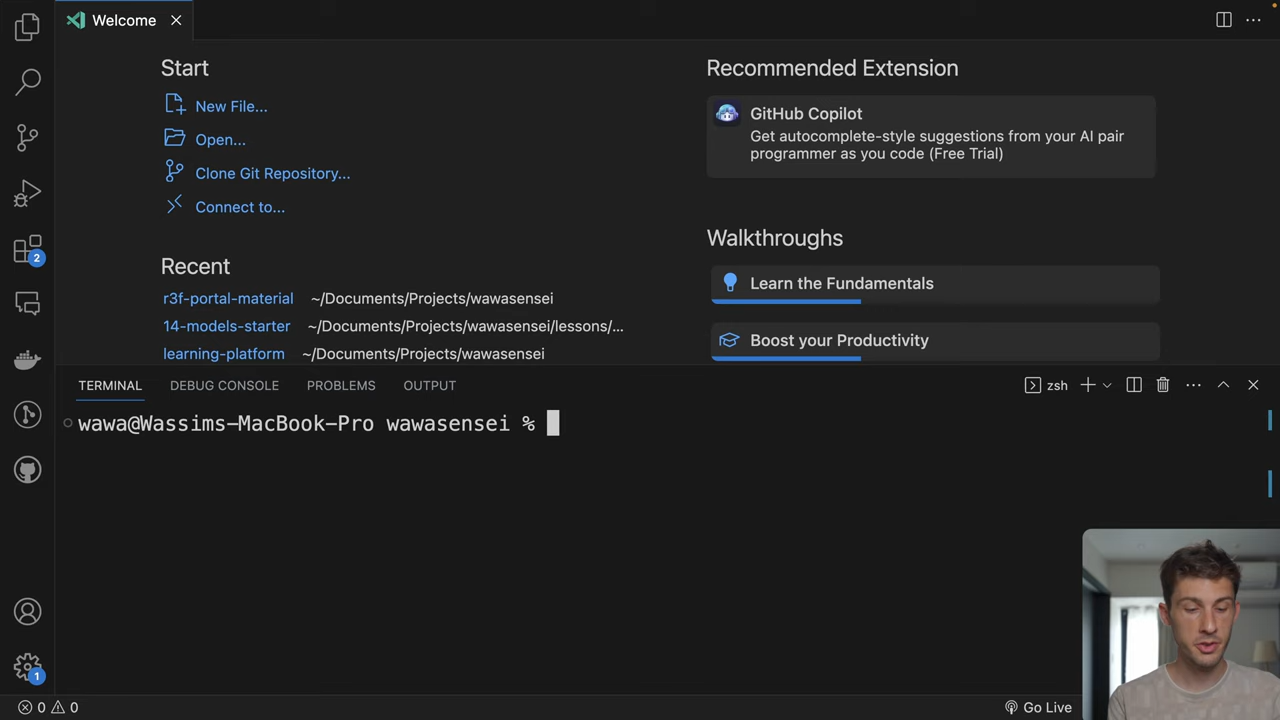 Welcome
Start
New File...
Open...
Clone Git Repository...
Connect to...
Recent
r3f-portal-material ~/Documents/Projects/wawasensei
14-models-starter ~/Documents/Projects/wawasensei/lessons/...
learning-platform ~/Documents/Projects/wawasensei
Recommended Extension
GitHub Copilot
Get autocomplete-style suggestions from your AI pair
programmer as you code (Free Trial)
Walkthroughs
Learn the Fundamentals
Boost your Productivity
2
TERMINAL DEBUG CONSOLE PROBLEMS OUTPUT
zsh
wawa@Wassims-MacBook-Pro wawasensei %
1
0 0
Go Live